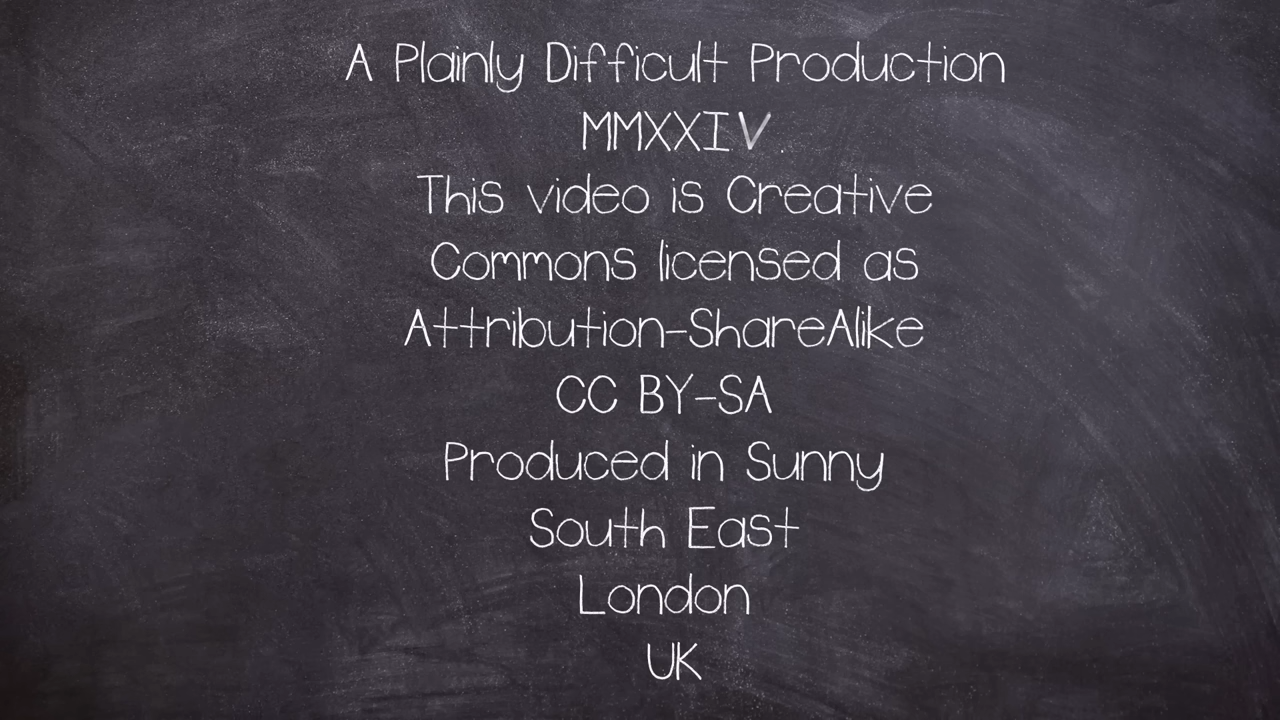 A Plainly Difficult Production
MMXXIV
This video is Creative
Commons licensed as
Attribution-ShareAlike
CC BY-SA
Produced in Sunny
South East
London
UK